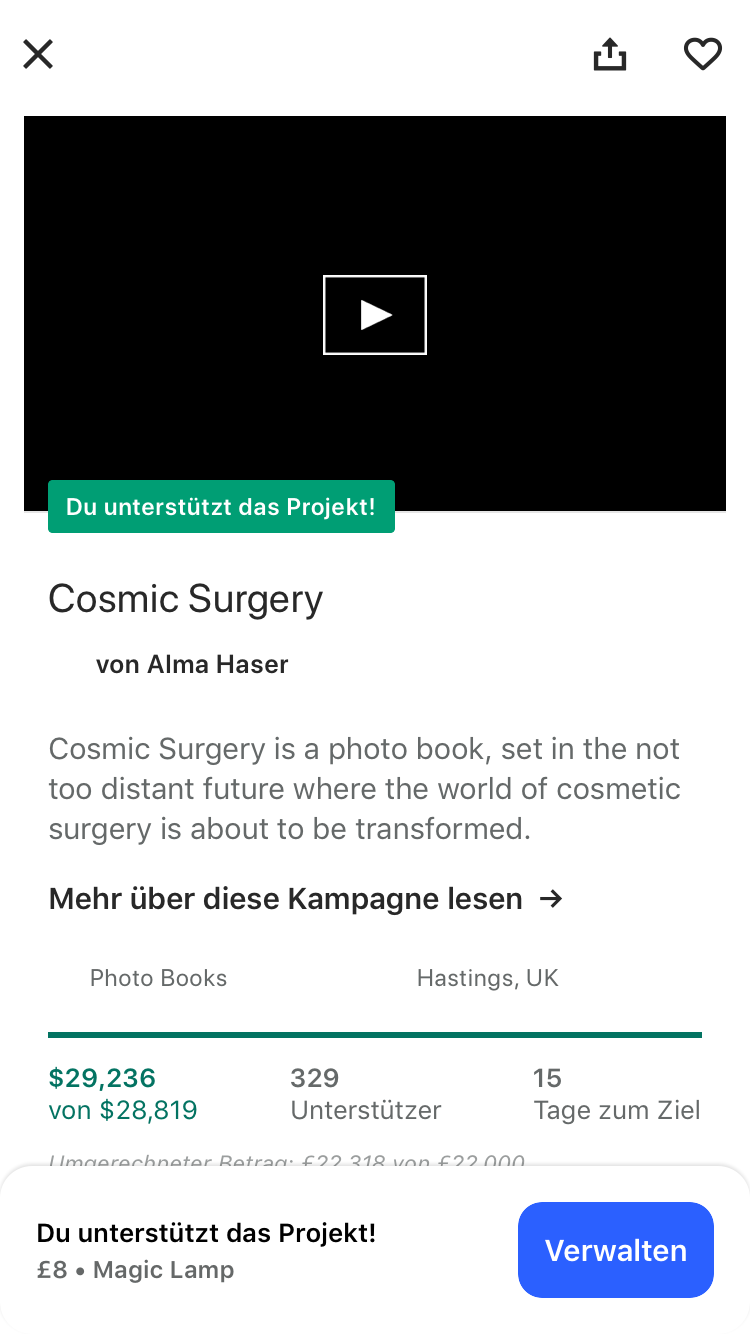 Du unterstützt das Projekt!
Cosmic Surgery
von Alma Haser
Cosmic Surgery is a photo book, set in the not
too distant future where the world of cosmetic
surgery is about to be transformed.
Mehr über diese Kampagne lesen →
Photo Books
Hastings, UK
$29,236
von $28,819
329
Unterstützer
15
Tage zum Ziel
Umgerechneter Betrag: £22,318 von £22,000
Du unterstützt das Projekt!
£8 • Magic Lamp
Verwalten